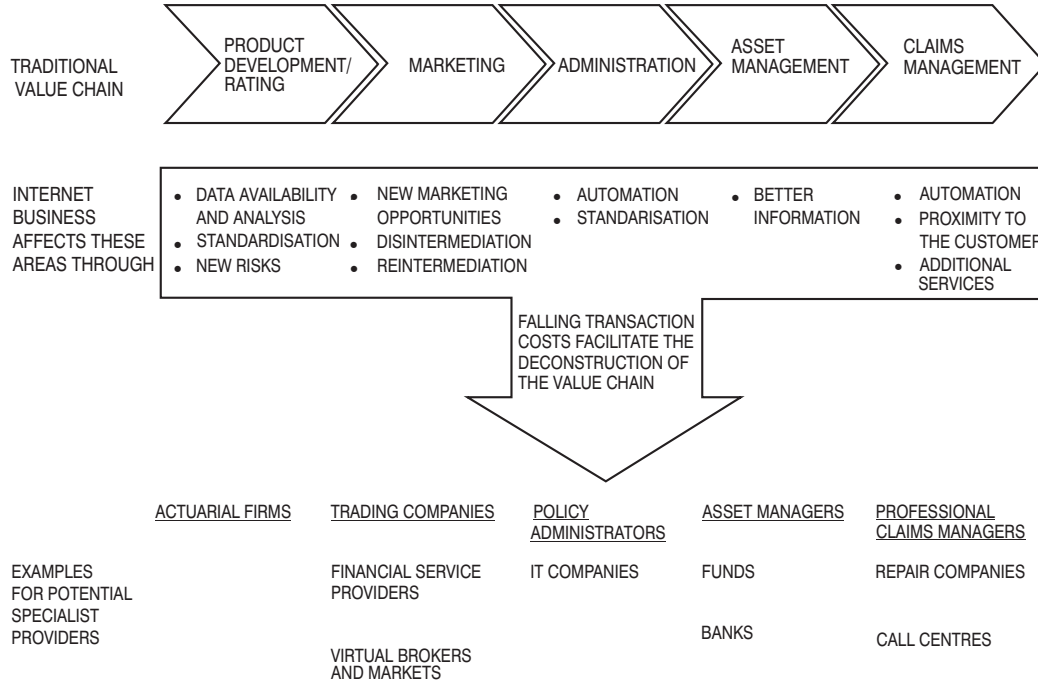 TRADITIONAL
VALUE CHAIN
PRODUCT
DEVELOPMENT/
RATING
MARKETING
ADMINISTRATION
ASSET
MANAGEMENT
CLAIMS
MANAGEMENT
INTERNET
BUSINESS
AFFECTS THESE
AREAS THROUGH
• DATA AVAILABILITY
AND ANALYSIS
• STANDARDISATION
• NEW RISKS
• NEW MARKETING
OPPORTUNITIES
• DISINTERMEDIATION
• REINTERMEDIATION
• AUTOMATION
• STANDARISATION
• BETTER
INFORMATION
• AUTOMATION
• PROXIMITY TO
THE CUSTOMER
• ADDITIONAL
SERVICES
FALLING TRANSACTION
COSTS FACILITATE THE
DECONSTRUCTION OF
THE VALUE CHAIN
EXAMPLES
FOR POTENTIAL
SPECIALIST
PROVIDERS
ACTUARIAL FIRMS
TRADING COMPANIES
FINANCIAL SERVICE
PROVIDERS
VIRTUAL BROKERS
AND MARKETS
POLICY
ADMINISTRATORS
IT COMPANIES
ASSET MANAGERS
FUNDS
BANKS
PROFESSIONAL
CLAIMS MANAGERS
REPAIR COMPANIES
CALL CENTRES